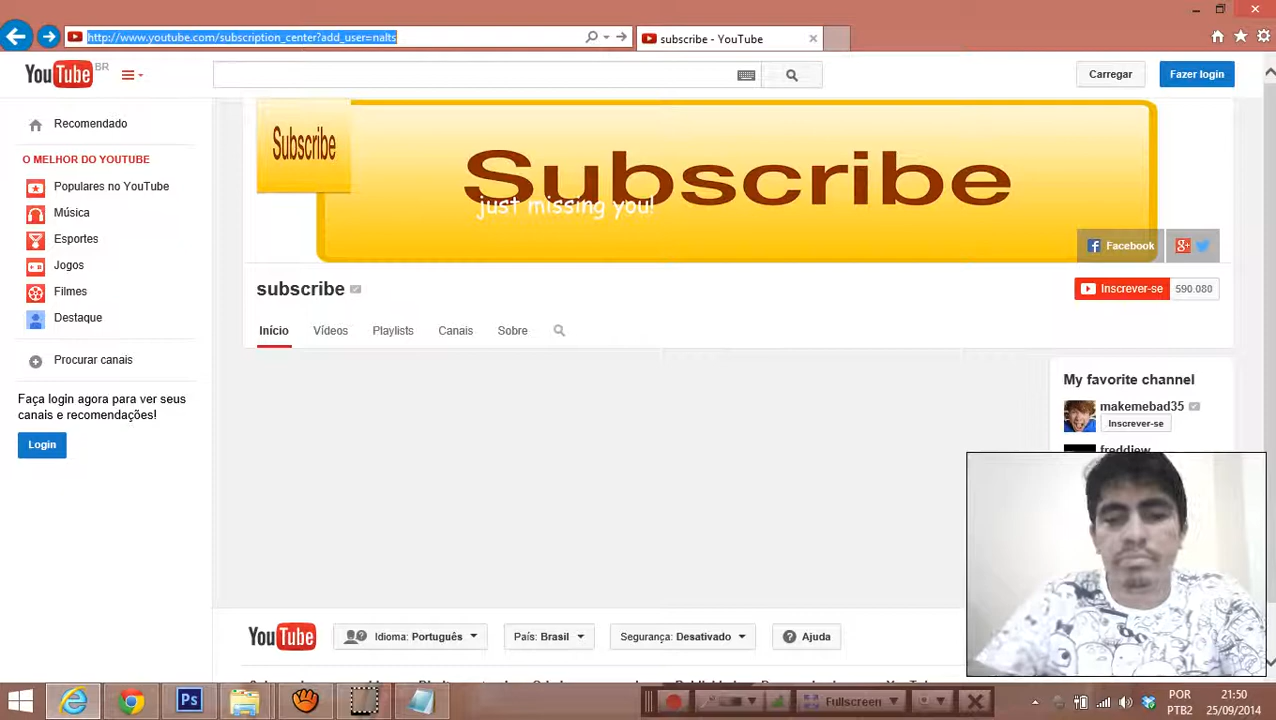 http://www.youtube.com/subscription_center?add_user=nalts
subscribe - YouTube
YouTube BR
Carregar
Fazer login
Recomendado
O MELHOR DO YOUTUBE
Populares no YouTube
Música
Esportes
Jogos
Filmes
Destaque
Procurar canais
Faça login agora para ver seus
canais e recomendações!
Login
Subscribe
Subscribe
just missing you!
Facebook
subscribe
Inscrever-se 590.080
Início Vídeos Playlists Canais Sobre
My favorite channel
makemebad35
Inscrever-se
freddiew
YouTube
Idioma: Português
País: Brasil
Segurança: Desativado
Ajuda
Ps
Fullscreen
POR
PTB2
21:50
25/09/2014